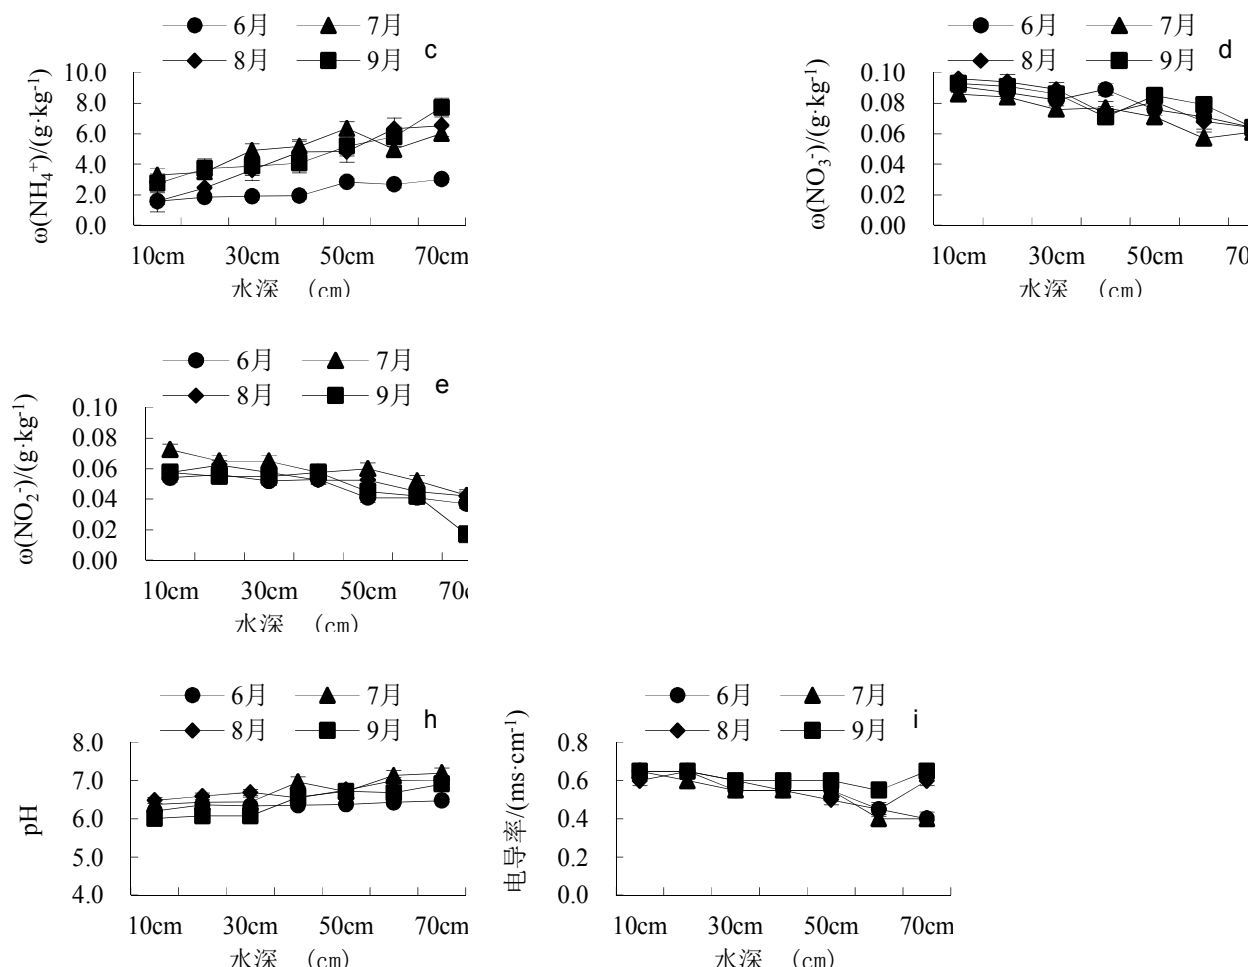 6月 7月
8月 9月 c
ω(NH₄⁺)/(g·kg⁻¹)
10.0
8.0
6.0
4.0
2.0
0.0
10cm 30cm 50cm 70cm
水深 (cm)
6月 7月
8月 9月 d
ω(NO₃⁻)/(g·kg⁻¹)
0.10
0.08
0.06
0.04
0.02
0.00
10cm 30cm 50cm
水深 (cm)
6月 7月
8月 9月 e
ω(NO₂⁻)/(g·kg⁻¹)
0.10
0.08
0.06
0.04
0.02
0.00
10cm 30cm 50cm
水深 (cm)
6月 7月
8月 9月 h
pH
8.0
7.0
6.0
5.0
4.0
10cm 30cm 50cm 70cm
水深 (cm)
6月 7月
8月 9月 i
电导率/(ms·cm⁻¹)
0.8
0.6
0.4
0.2
0.0
10cm 30cm 50cm 70cm
水深 (cm)